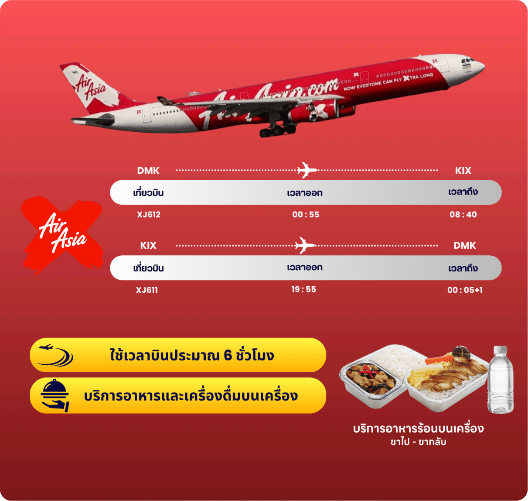 Air Asia
AirAsia.com
NOW EVERYONE CAN FLY XTRA LONG
DMK KIX
เที่ยวบิน เวลาออก เวลาถึง
XJ612 00 : 55 08 : 40
Air Asia
KIX DMK
เที่ยวบิน เวลาออก เวลาถึง
XJ611 19 : 55 00 : 05+1
ใช้เวลาบินประมาณ 6 ชั่วโมง
บริการอาหารและเครื่องดื่มบนเครื่อง
บริการอาหารร้อนบนเครื่อง
ขาไป - ขากลับ